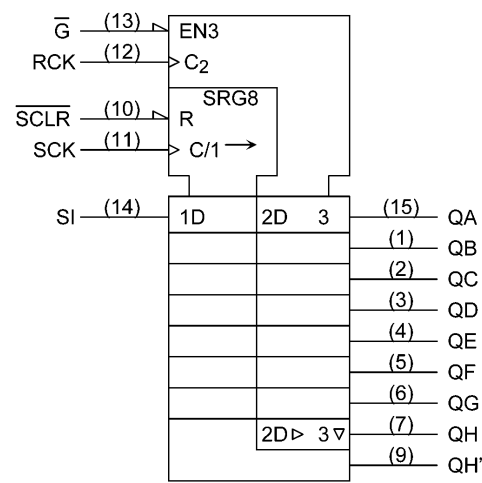 G (13) EN3
RCK (12) C2
SRG8
SCLR (10) R
SCK (11) C/1 →
SI (14) 1D 2D 3 (15) QA
(1) QB
(2) QC
(3) QD
(4) QE
(5) QF
(6) QG
2D ▷ 3 ▽ (7) QH
(9) QH'